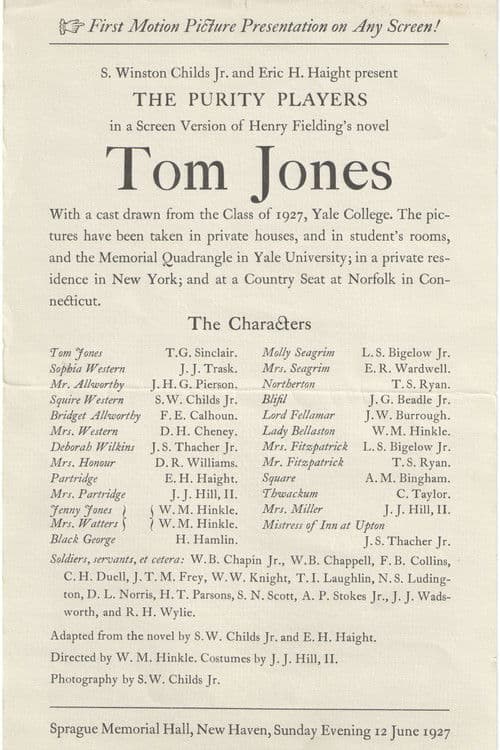 First Motion Picture Presentation on Any Screen!
S. Winston Childs Jr. and Eric H. Haight present
THE PURITY PLAYERS
in a Screen Version of Henry Fielding's novel
Tom Jones
With a cast drawn from the Class of 1927, Yale College. The pic-
tures have been taken in private houses, and in student's rooms,
and the Memorial Quadrangle in Yale University; in a private res-
idence in New York; and at a Country Seat at Norfolk in Con-
necticut.
The Characters
Tom Jones T.G. Sinclair.
Sophia Western J. J. Trask.
Mr. Allworthy J. H. G. Pierson.
Squire Western S.W. Childs Jr.
Bridget Allworthy F. E. Calhoun.
Mrs. Western D. H. Cheney.
Deborah Wilkins J. S. Thacher Jr.
Mrs. Honour D. R. Williams.
Partridge E. H. Haight.
Mrs. Partridge J. J. Hill, II.
Jenny Jones } { W. M. Hinkle.
Mrs. Watters } { W. M. Hinkle.
Black George H. Hamlin.
Molly Seagrim L. S. Bigelow Jr.
Mrs. Seagrim E. R. Wardwell.
Northerton T. S. Ryan.
Blifil J. G. Beadle Jr.
Lord Fellamar J.W. Burrough.
Lady Bellaston W. M. Hinkle.
Mrs. Fitzpatrick L. S. Bigelow Jr.
Mr. Fitzpatrick T. S. Ryan.
Square A. M. Bingham.
Thwackum C. Taylor.
Mrs. Miller J. J. Hill, II.
Mistress of Inn at Upton
J. S. Thacher Jr.
Soldiers, servants, et cetera: W. B. Chapin Jr., W. B. Chappell, F. B. Collins,
C. H. Duell, J. T. M. Frey, W. W. Knight, T. I. Laughlin, N. S. Luding-
ton, D. L. Norris, H. T. Parsons, S. N. Scott, A. P. Stokes Jr., J. J. Wads-
worth, and R. H. Wylie.
Adapted from the novel by S.W. Childs Jr. and E. H. Haight.
Directed by W. M. Hinkle. Costumes by J. J. Hill, II.
Photography by S.W. Childs Jr.
Sprague Memorial Hall, New Haven, Sunday Evening 12 June 1927